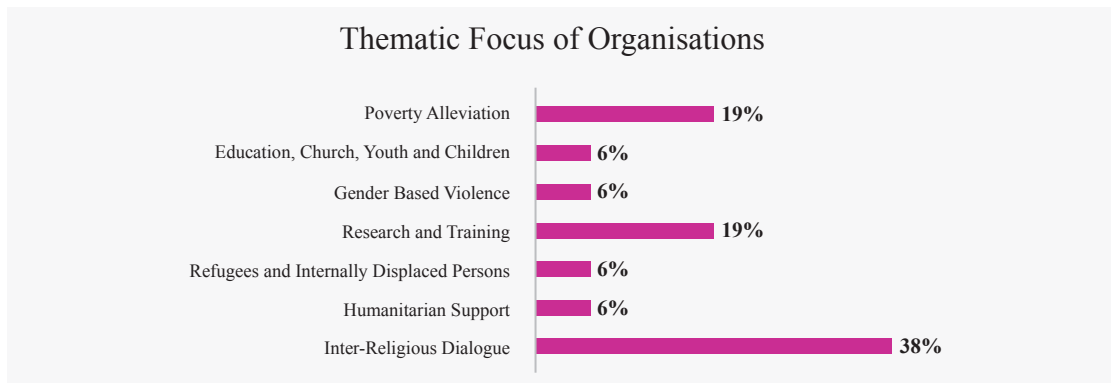 Thematic Focus of Organisations
Poverty Alleviation 19%
Education, Church, Youth and Children 6%
Gender Based Violence 6%
Research and Training 19%
Refugees and Internally Displaced Persons 6%
Humanitarian Support 6%
Inter-Religious Dialogue 38%